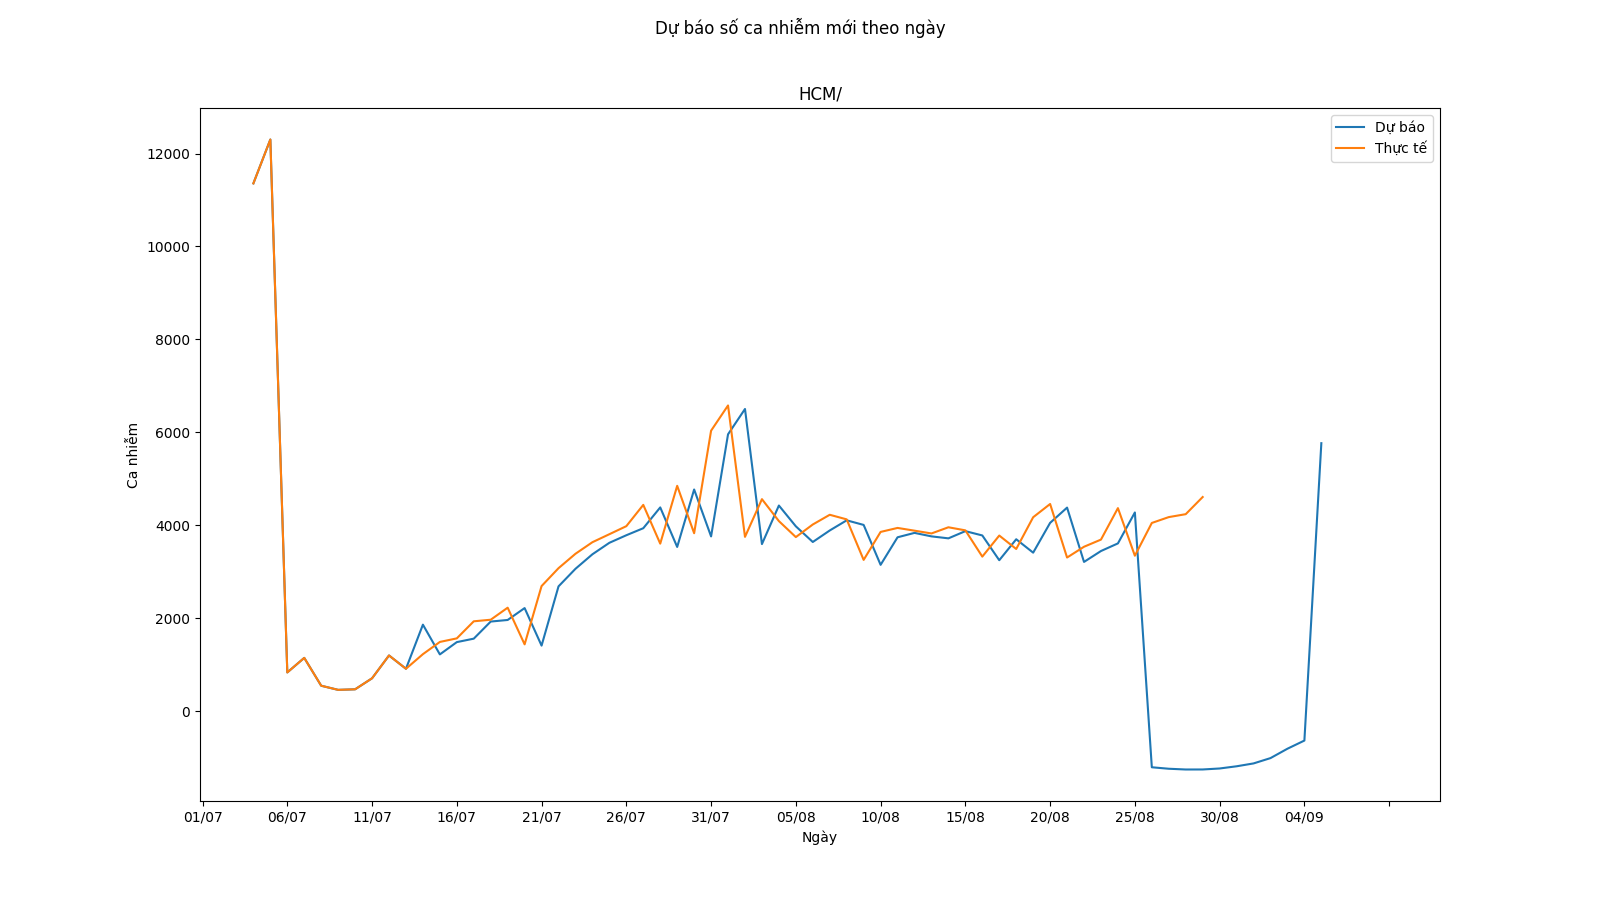 Dự báo số ca nhiễm mới theo ngày
HCM/
Dự báo
Thực tế
12000
10000
8000
6000
4000
2000
0
Ca nhiễm
01/07 06/07 11/07 16/07 21/07 26/07 31/07 05/08 10/08 15/08 20/08 25/08 30/08 04/09
Ngày